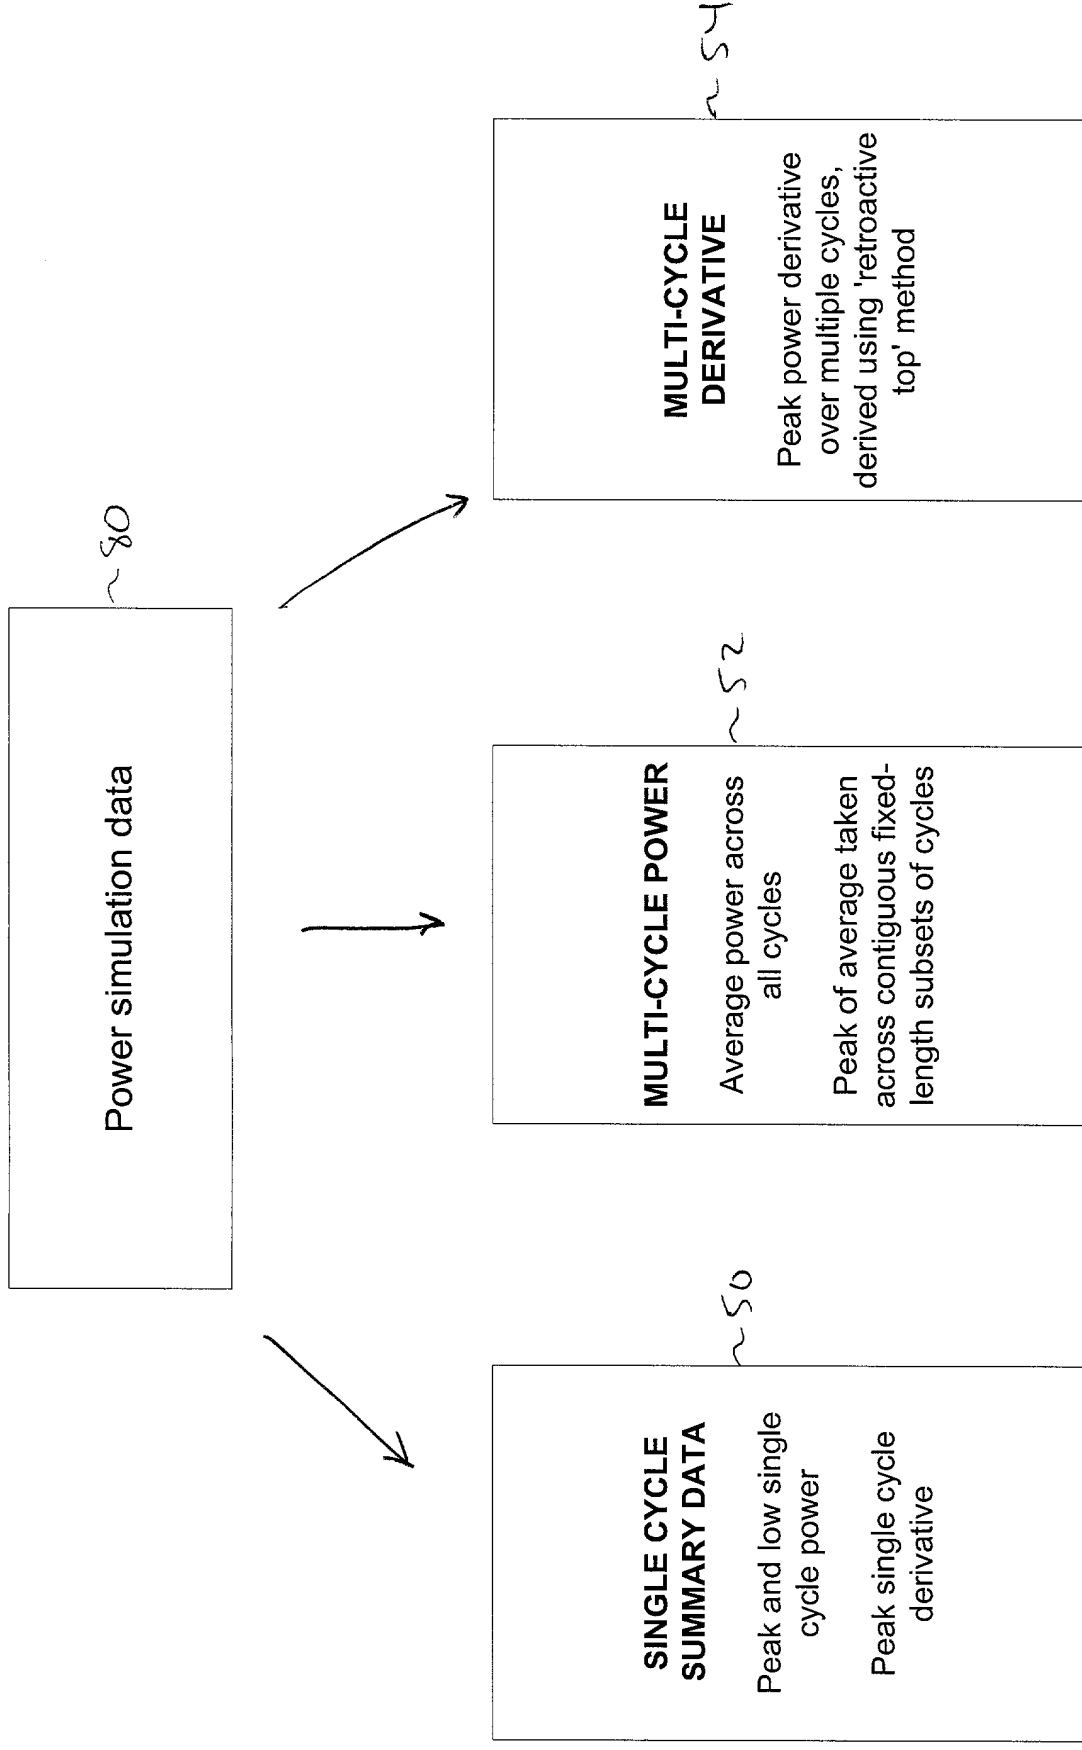 Power simulation data
~ 80
SINGLE CYCLE
SUMMARY DATA
Peak and low single
cycle power
Peak single cycle
derivative
~ 50
MULTI-CYCLE POWER
Average power across
all cycles
Peak of average taken
across contiguous fixed-
length subsets of cycles
~ 52
MULTI-CYCLE
DERIVATIVE
Peak power derivative
over multiple cycles,
derived using 'retroactive
top' method
~ 54